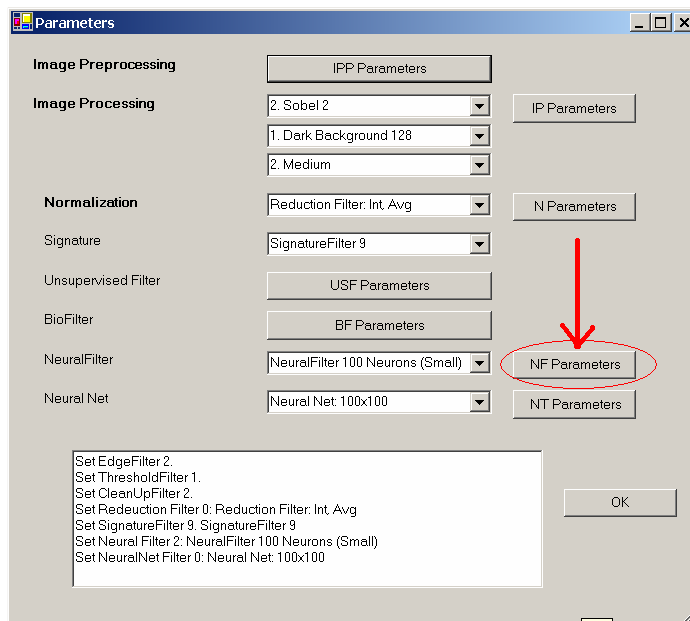 Parameters
Image Preprocessing
IPP Parameters
Image Processing
2. Sobel 2
IP Parameters
1. Dark Background 128
2. Medium
Normalization
Reduction Filter: Int, Avg
N Parameters
Signature
SignatureFilter 9
Unsupervised Filter
USF Parameters
BioFilter
BF Parameters
NeuralFilter
NeuralFilter 100 Neurons (Small)
NF Parameters
Neural Net
Neural Net: 100x100
NT Parameters
Set EdgeFilter 2.
Set ThresholdFilter 1.
Set CleanUpFilter 2.
Set Redeuction Filter 0: Reduction Filter: Int, Avg
Set SignatureFilter 9. SignatureFilter 9
Set Neural Filter 2: NeuralFilter 100 Neurons (Small)
Set NeuralNet Filter 0: Neural Net: 100x100
OK